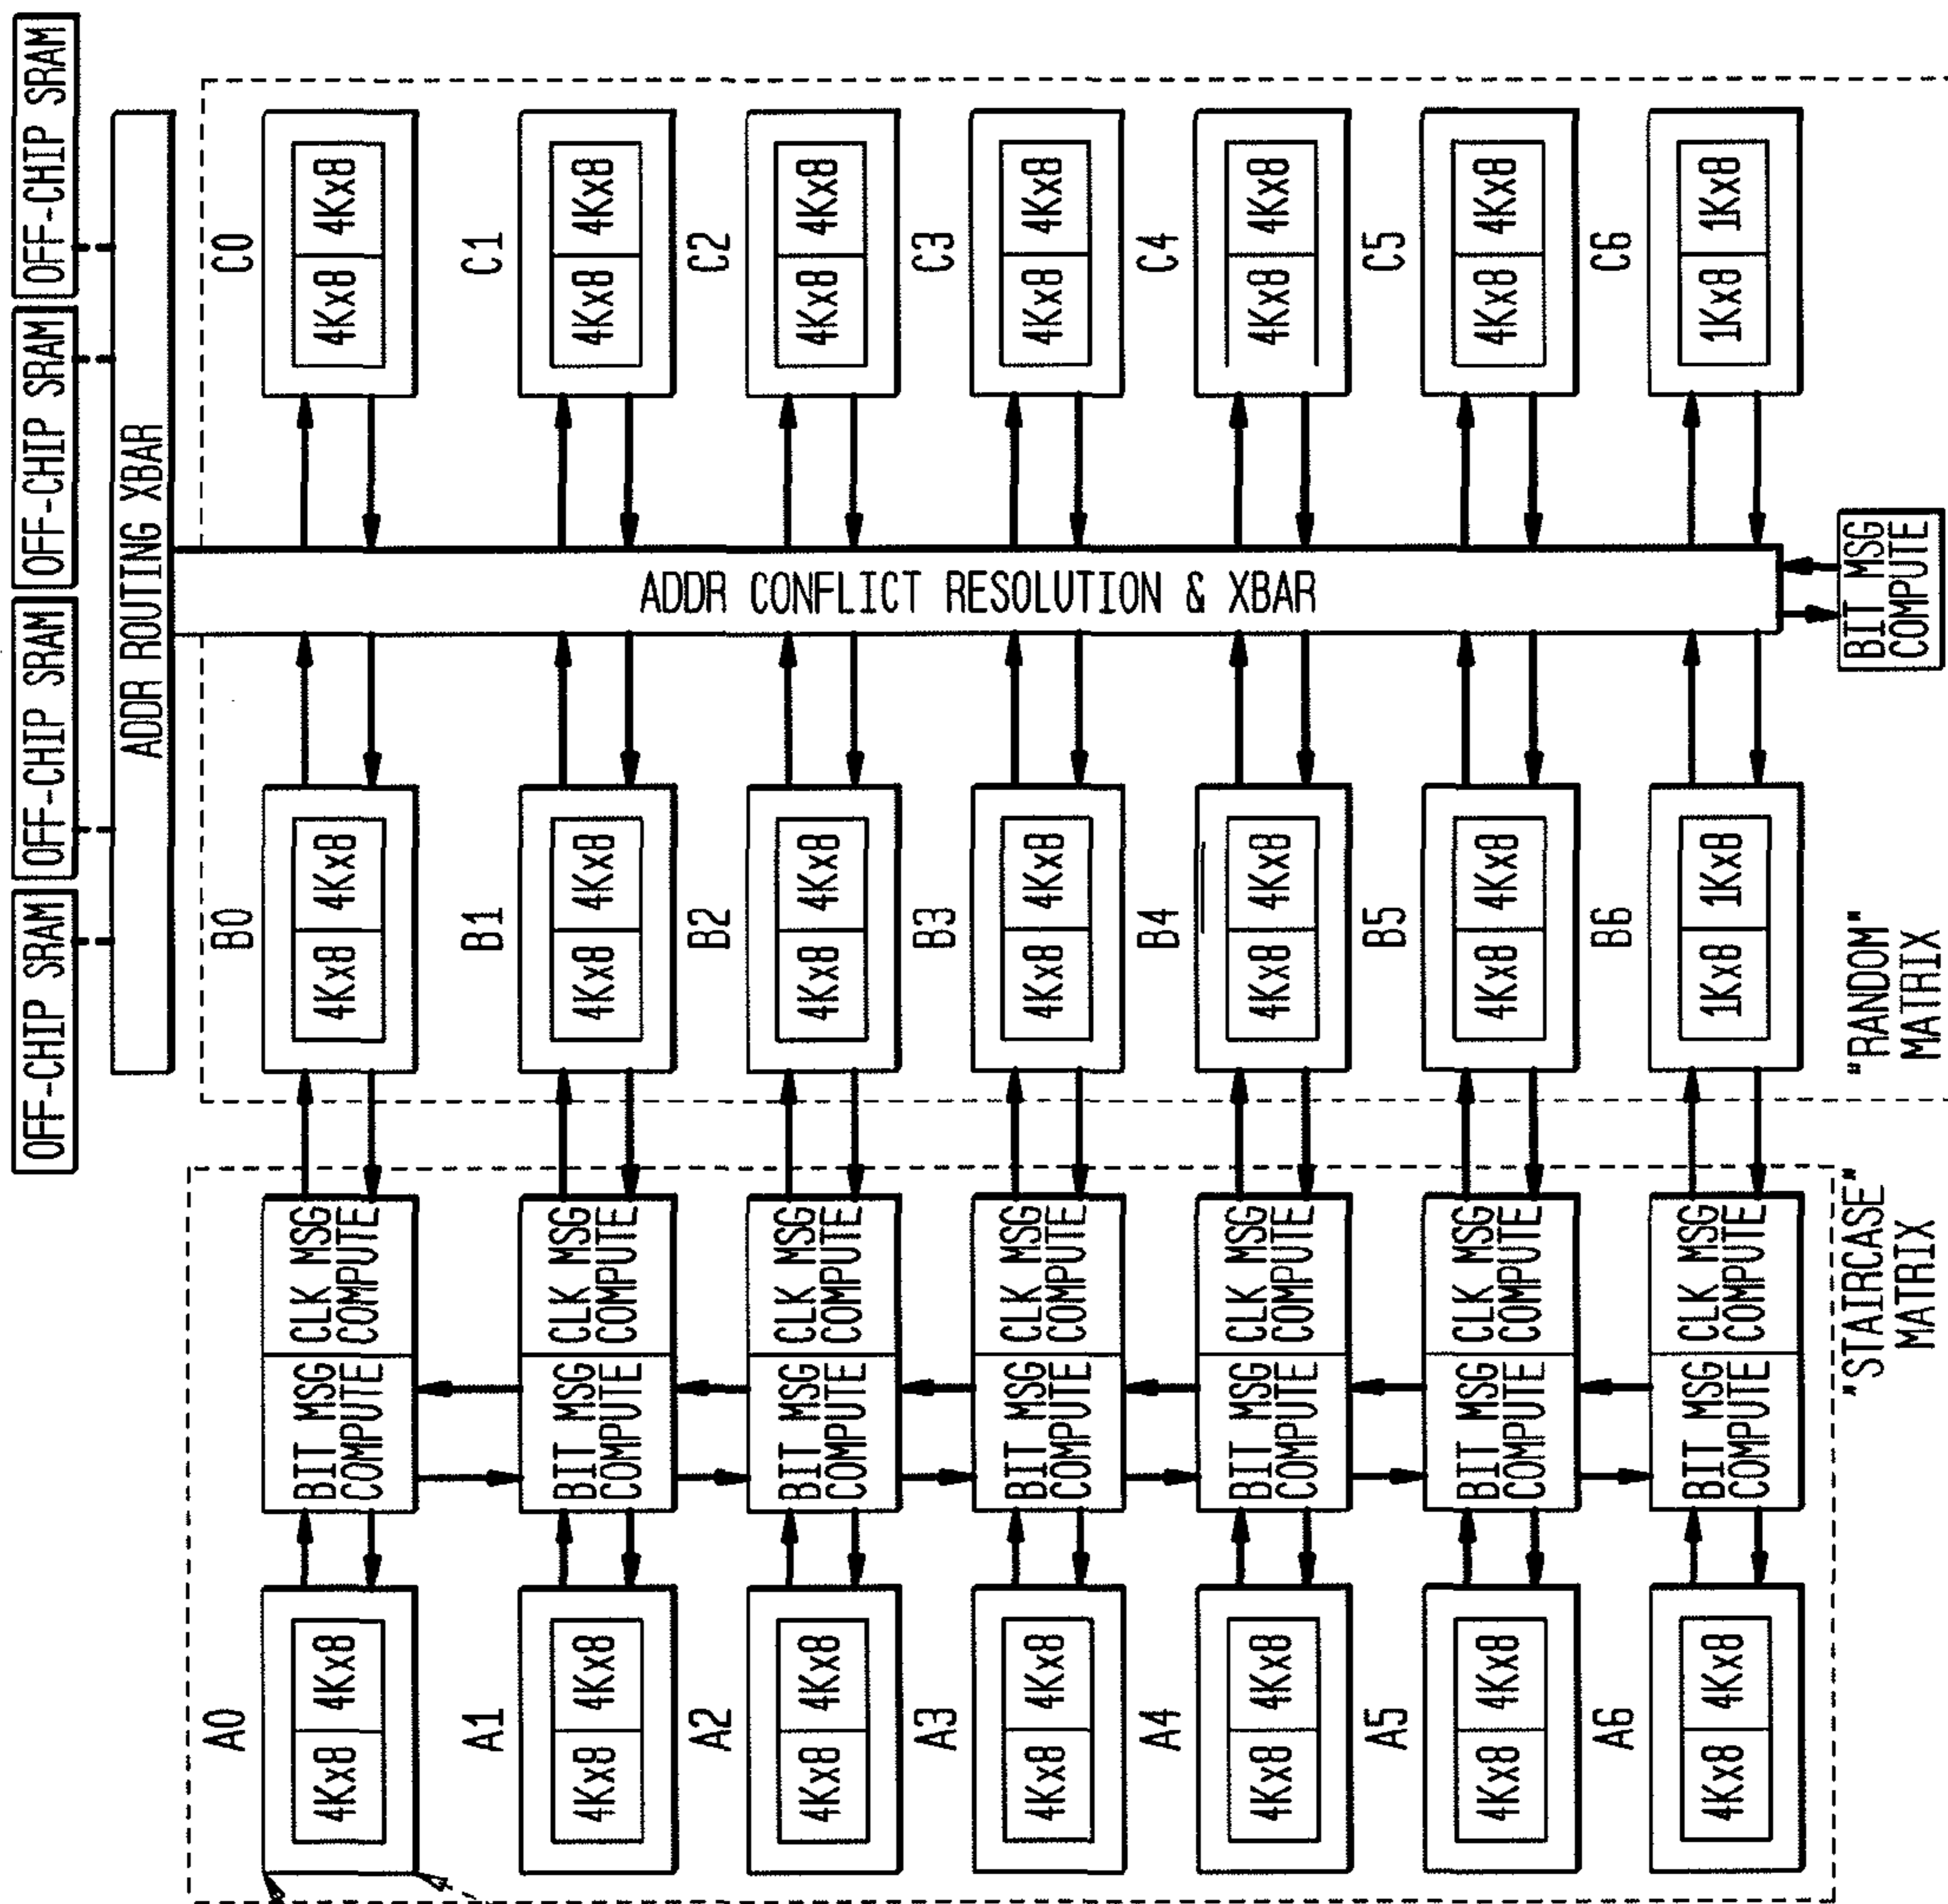 OFF-CHIP SRAM
OFF-CHIP SRAM
OFF-CHIP SRAM
OFF-CHIP SRAM
ADDR ROUTING XBAR
A0
4Kx8 4Kx8
BIT MSG
COMPUTE
CLK MSG
COMPUTE
B0
4Kx8 4Kx8
C0
4Kx8 4Kx8
A1
4Kx8 4Kx8
BIT MSG
COMPUTE
CLK MSG
COMPUTE
B1
4Kx8 4Kx8
C1
4Kx8 4Kx8
A2
4Kx8 4Kx8
BIT MSG
COMPUTE
CLK MSG
COMPUTE
B2
4Kx8 4Kx8
C2
4Kx8 4Kx8
ADDR CONFLICT RESOLUTION & XBAR
A3
4Kx8 4Kx8
BIT MSG
COMPUTE
CLK MSG
COMPUTE
B3
4Kx8 4Kx8
C3
4Kx8 4Kx8
A4
4Kx8 4Kx8
BIT MSG
COMPUTE
CLK MSG
COMPUTE
B4
4Kx8 4Kx8
C4
4Kx8 4Kx8
A5
4Kx8 4Kx8
BIT MSG
COMPUTE
CLK MSG
COMPUTE
B5
4Kx8 4Kx8
C5
4Kx8 4Kx8
A6
4Kx8 4Kx8
BIT MSG
COMPUTE
CLK MSG
COMPUTE
B6
1Kx8 1Kx8
C6
1Kx8 1Kx8
"STAIRCASE"
MATRIX
"RANDOM"
MATRIX
BIT MSG
COMPUTE